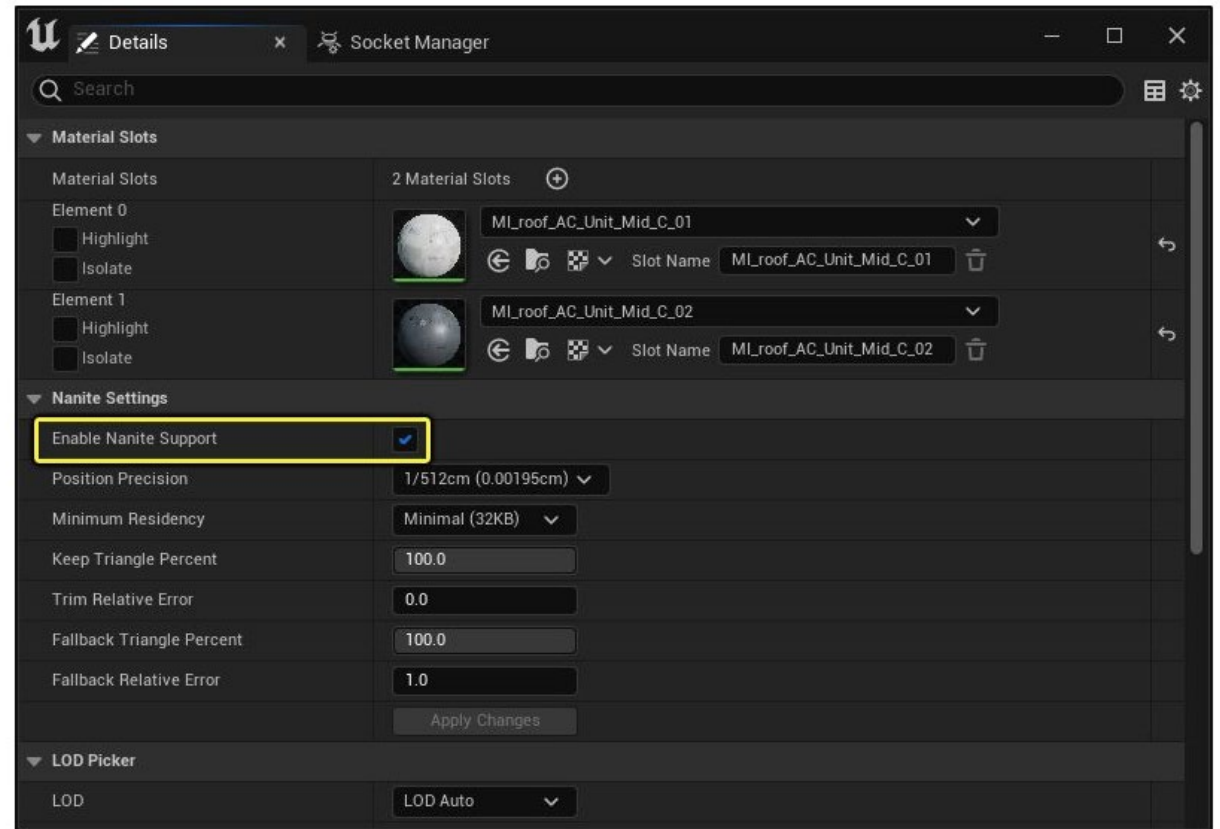 Details
Socket Manager
Search
Material Slots
Material Slots 2 Material Slots
Element 0
MI_roof_AC_Unit_Mid_C_01
Highlight
Isolate
Slot Name MI_roof_AC_Unit_Mid_C_01
Element 1
MI_roof_AC_Unit_Mid_C_02
Highlight
Isolate
Slot Name MI_roof_AC_Unit_Mid_C_02
Nanite Settings
Enable Nanite Support
Position Precision 1/512cm (0.00195cm)
Minimum Residency Minimal (32KB)
Keep Triangle Percent 100.0
Trim Relative Error 0.0
Fallback Triangle Percent 100.0
Fallback Relative Error 1.0
Apply Changes
LOD Picker
LOD LOD Auto